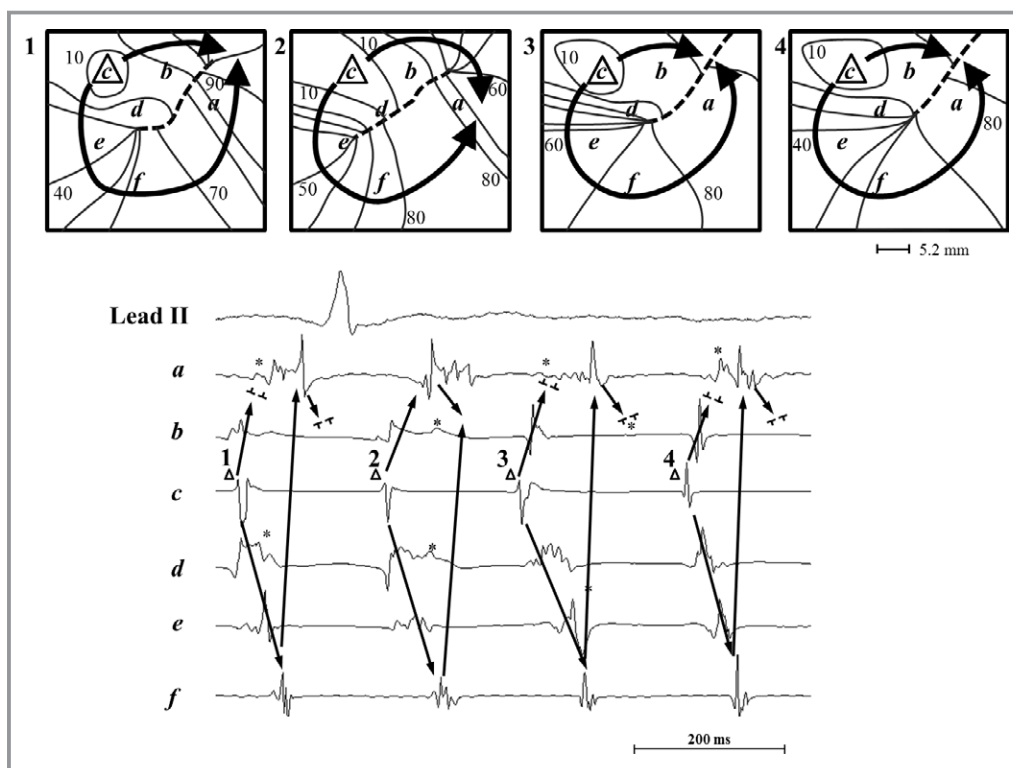 1 2 3 4
10 c b 90 a d e f 40 70
10 c b 60 a 10 d e f 50 80 80
10 c b a d e f 60 80
10 c b a d e f 80 40
5.2 mm
Lead II
a * * *
b * *
1 2 3 4
c
d * *
e *
f
200 ms